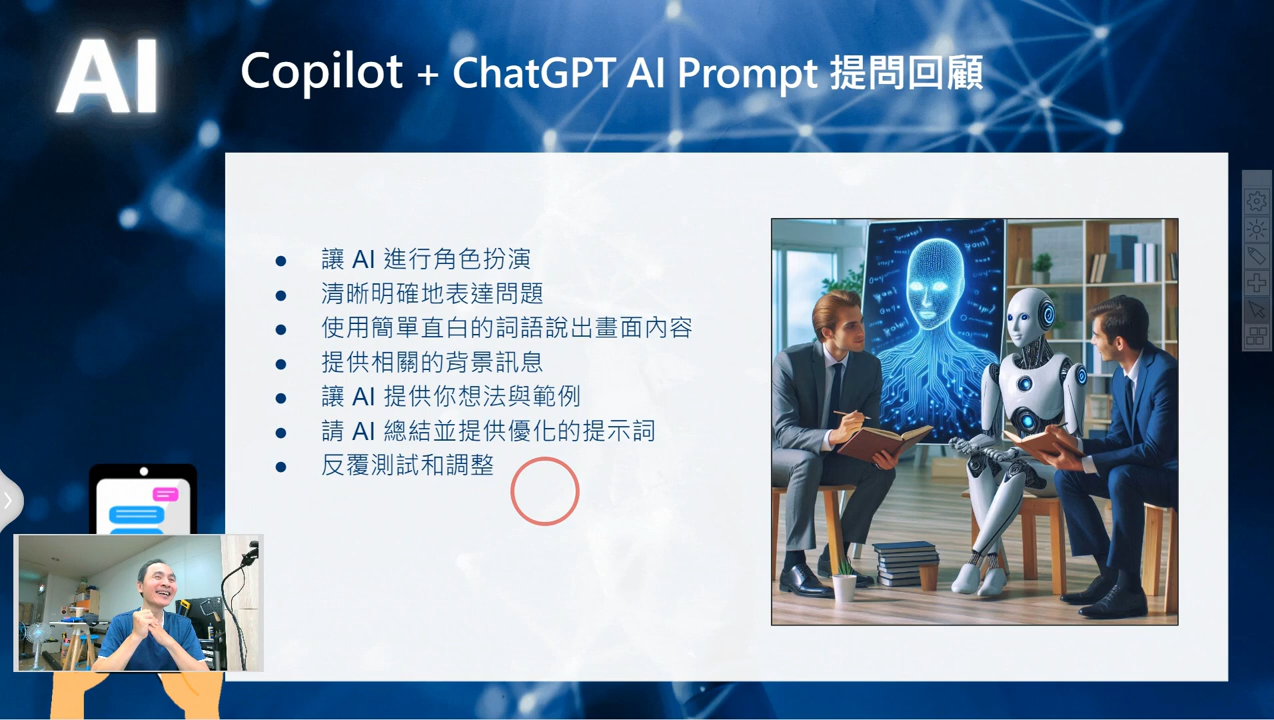 AI
Copilot + ChatGPT AI Prompt 提問回顧
讓 AI 進行角色扮演
清晰明確地表達問題
使用簡單直白的詞語說出畫面內容
提供相關的背景訊息
讓 AI 提供你想法與範例
請 AI 總結並提供優化的提示詞
反覆測試和調整